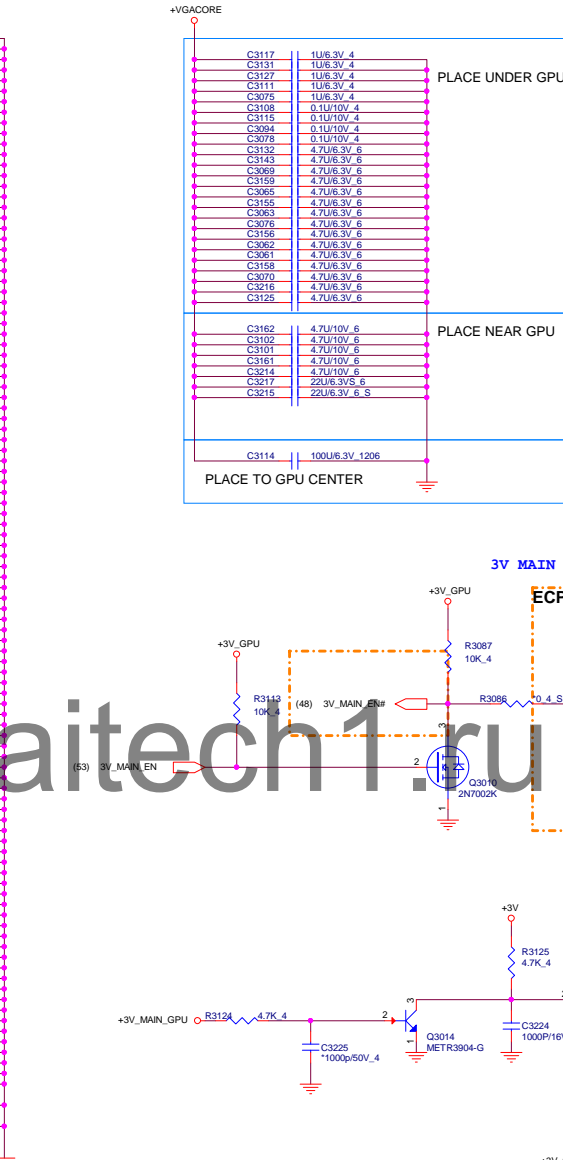 +VGACORE
C3117 1U/6.3V_4
C3131 1U/6.3V_4
C3127 1U/6.3V_4
C3111 1U/6.3V_4
C3075 1U/6.3V_4
C3108 0.1U/10V_4
C3115 0.1U/10V_4
C3094 0.1U/10V_4
C3078 0.1U/10V_4
C3132 4.7U/6.3V_6
C3143 4.7U/6.3V_6
C3069 4.7U/6.3V_6
C3159 4.7U/6.3V_6
C3065 4.7U/6.3V_6
C3155 4.7U/6.3V_6
C3063 4.7U/6.3V_6
C3076 4.7U/6.3V_6
C3156 4.7U/6.3V_6
C3062 4.7U/6.3V_6
C3061 4.7U/6.3V_6
C3158 4.7U/6.3V_6
C3070 4.7U/6.3V_6
C3216 4.7U/6.3V_6
C3125 4.7U/6.3V_6
PLACE UNDER GPU
C3162 4.7U/10V_6
C3102 4.7U/10V_6
C3101 4.7U/10V_6
C3161 4.7U/10V_6
C3214 4.7U/10V_6
C3217 22U/6.3VS_6
C3215 22U/6.3V_6_S
PLACE NEAR GPU
C3114 100U/6.3V_1206
PLACE TO GPU CENTER
3V MAIN
+3V_GPU
R3087
10K_4
+3V_GPU
R3113
10K_4
(48) 3V_MAIN_EN#
R3086 *0_4_S
(53) 3V_MAIN_EN
2
3
1
Q3010
2N7002K
aitech1.ru
+3V
R3125
4.7K_4
+3V_MAIN_GPU R3124 4.7K_4
2
3
1
Q3014
METR3904-G
C3225
*1000p/50V_4
C3224
1000P/16V